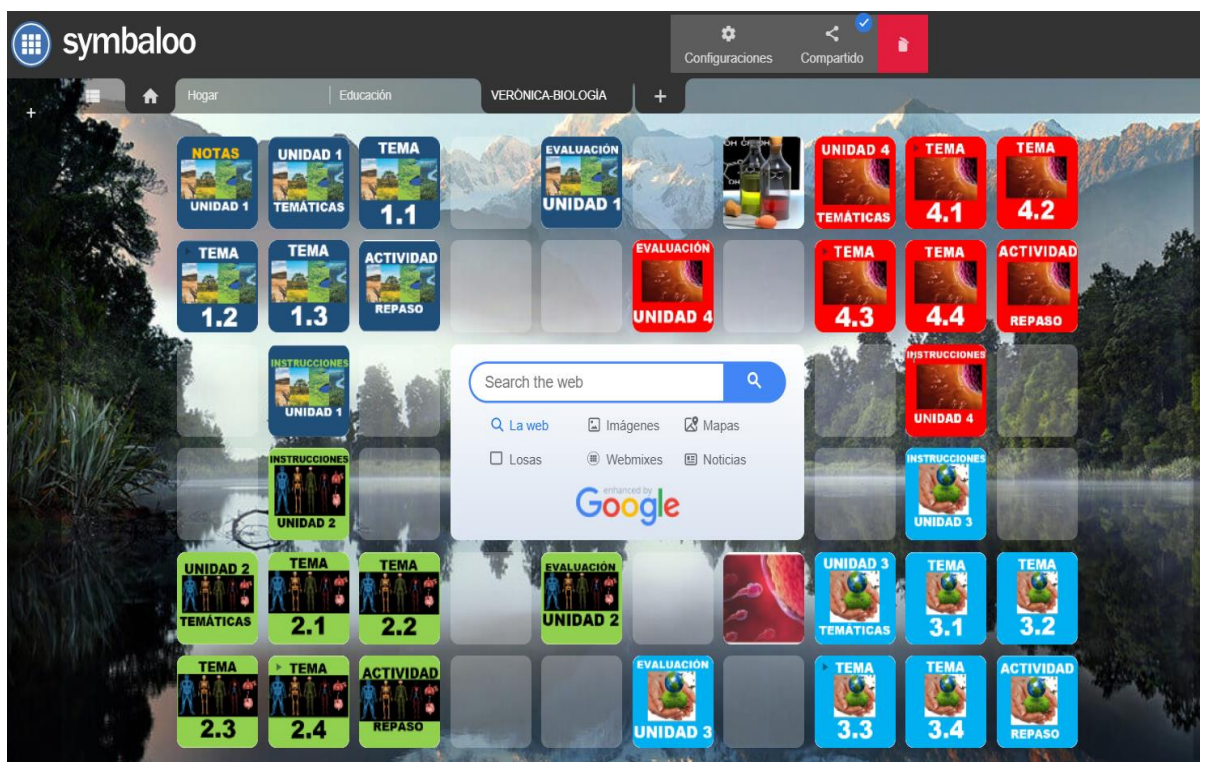 symbaloo
Configuraciones
Compartido
Hogar
Educación
VERÓNICA-BIOLOGÍA
+
+
NOTAS
UNIDAD 1
UNIDAD 1
TEMÁTICAS
TEMA
1.1
EVALUACIÓN
UNIDAD 1
UNIDAD 4
TEMÁTICAS
TEMA
4.1
TEMA
4.2
TEMA
1.2
TEMA
1.3
ACTIVIDAD
REPASO
EVALUACIÓN
UNIDAD 4
TEMA
4.3
TEMA
4.4
ACTIVIDAD
REPASO
INSTRUCCIONES
UNIDAD 1
Search the web
La web
Imágenes
Mapas
Losas
Webmixes
Noticias
enhanced by
Google
INSTRUCCIONES
UNIDAD 4
INSTRUCCIONES
UNIDAD 2
INSTRUCCIONES
UNIDAD 3
UNIDAD 2
TEMÁTICAS
TEMA
2.1
TEMA
2.2
EVALUACIÓN
UNIDAD 2
UNIDAD 3
TEMÁTICAS
TEMA
3.1
TEMA
3.2
TEMA
2.3
TEMA
2.4
ACTIVIDAD
REPASO
EVALUACIÓN
UNIDAD 3
TEMA
3.3
TEMA
3.4
ACTIVIDAD
REPASO